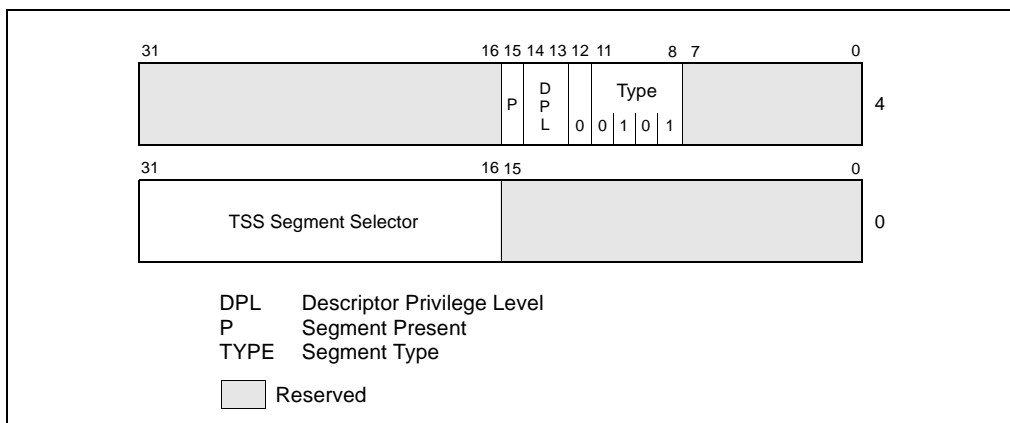 31 16 15 14 13 12 11 8 7 0
P D P L Type 4
0 0 1 0 1
31 16 15 0
TSS Segment Selector 0
DPL Descriptor Privilege Level
P Segment Present
TYPE Segment Type
Reserved